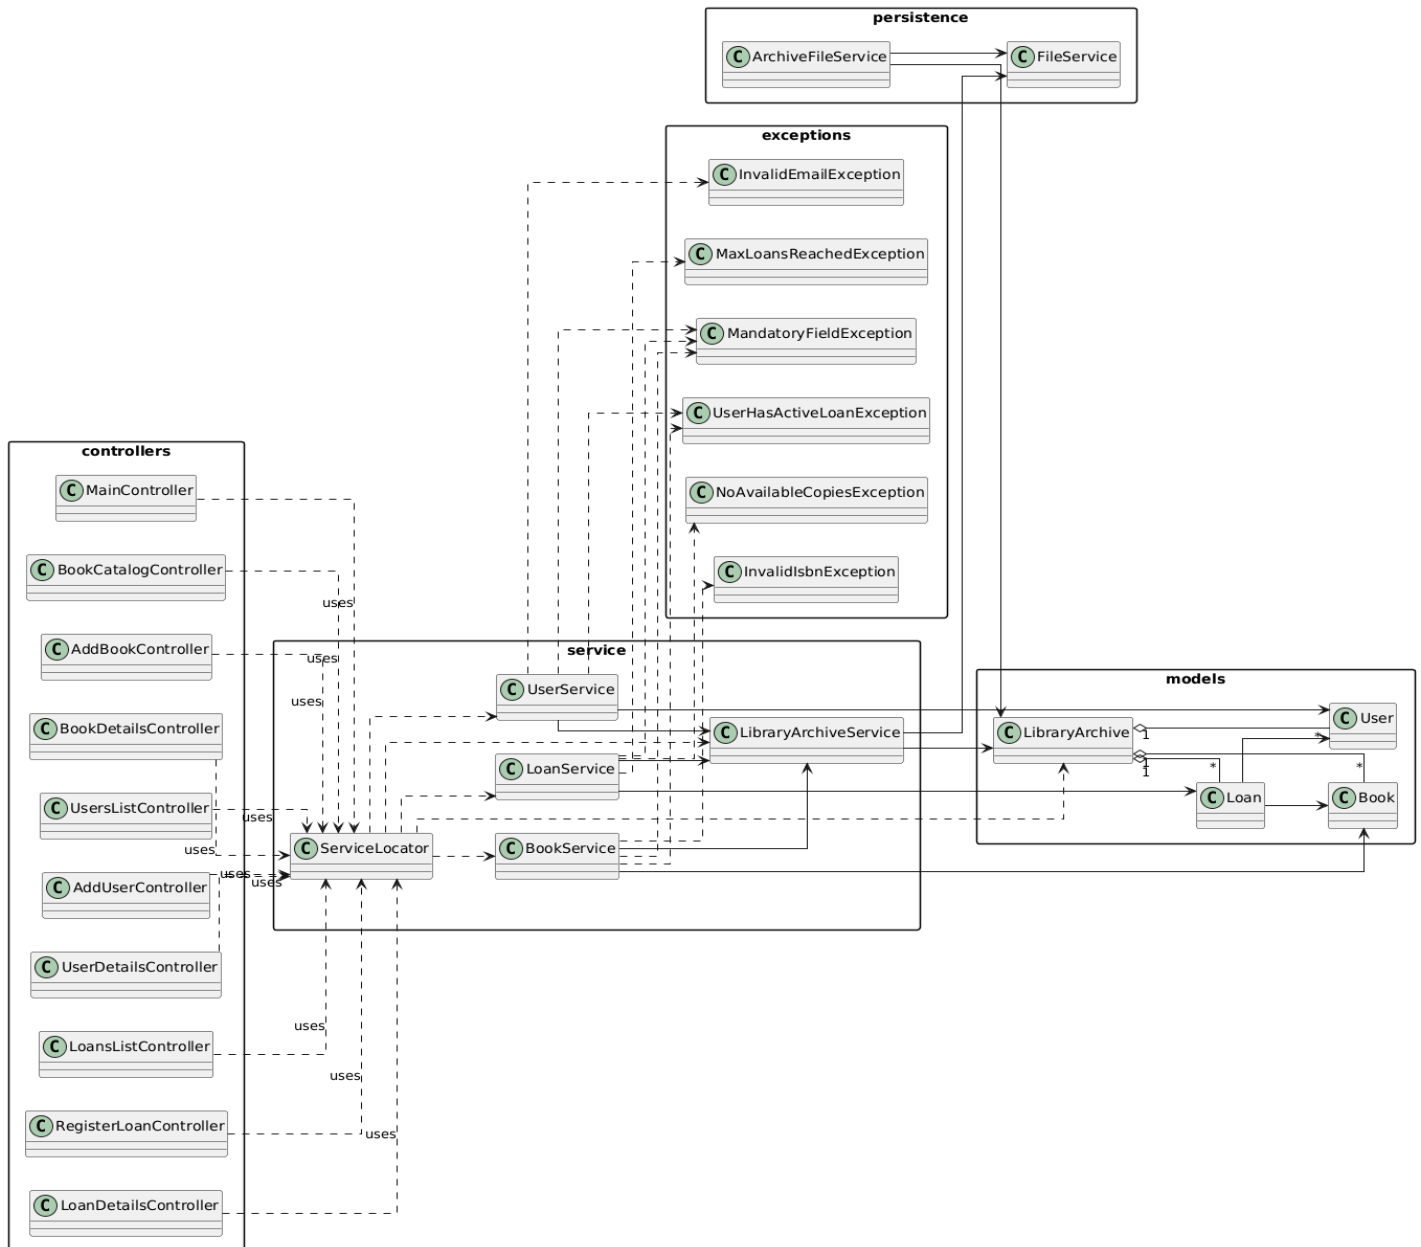 persistence
C ArchiveFileService
C FileService
exceptions
C InvalidEmailException
C MaxLoansReachedException
C MandatoryFieldException
C UserHasActiveLoanException
C NoAvailableCopiesException
C InvalidIsbnException
controllers
C MainController
C BookCatalogController
C AddBookController
C BookDetailsController
C UsersListController
C AddUserController
C UserDetailsController
C LoansListController
C RegisterLoanController
C LoanDetailsController
uses
uses
uses
uses
uses
uses
uses
uses
uses
uses
service
C UserService
C LibraryArchiveService
C LoanService
C ServiceLocator
C BookService
models
C LibraryArchive
C User
C Loan
C Book
1
*
1
*
1
*